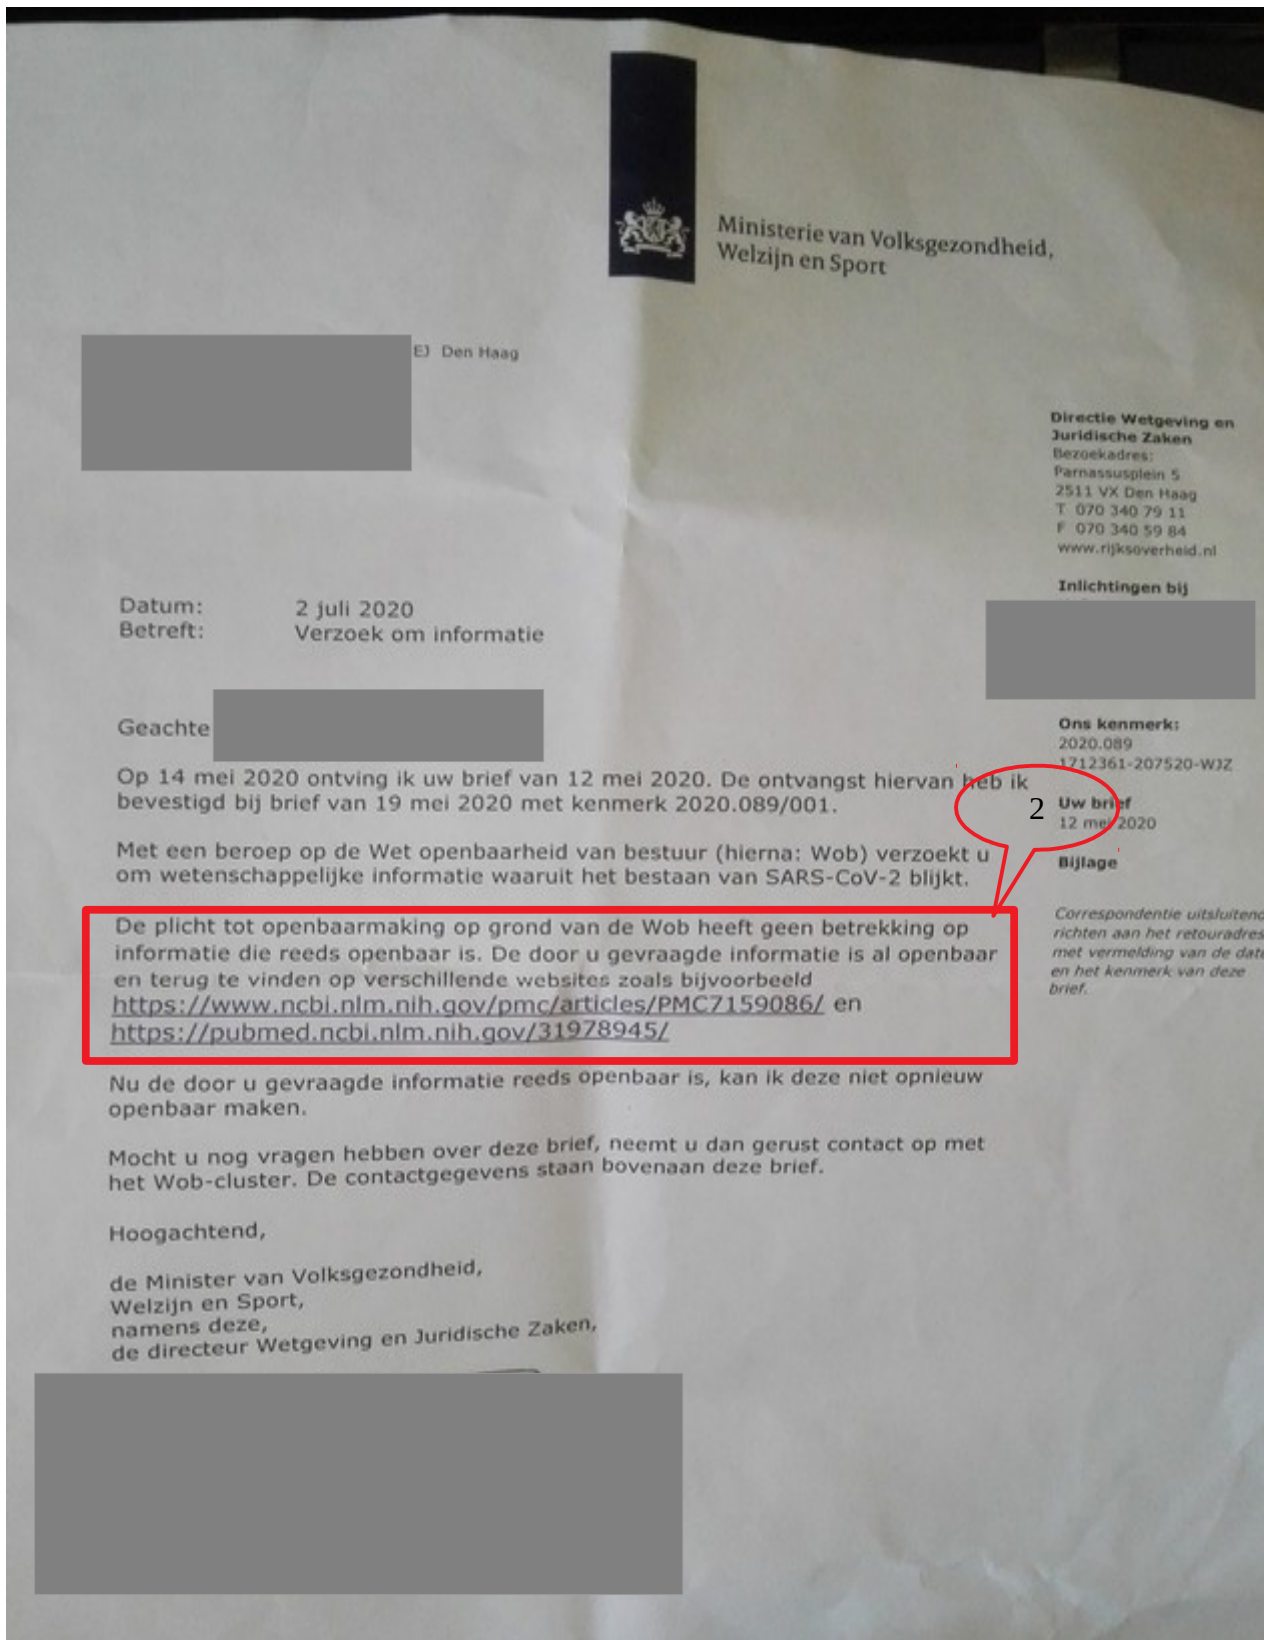 Ministerie van Volksgezondheid,
Welzijn en Sport
EJ Den Haag
Directie Wetgeving en
Juridische Zaken
Bezoekadres:
Parnassusplein 5
2511 VX Den Haag
T 070 340 79 11
F 070 340 59 84
www.rijksoverheid.nl
Inlichtingen bij
Datum: 2 juli 2020
Betreft: Verzoek om informatie
Ons kenmerk:
2020.089
1712361-207520-WJZ
Uw brief
12 mei 2020
Bijlage
Correspondentie uitsluitend
richten aan het retouradres
met vermelding van de datum
en het kenmerk van deze
brief.
Geachte
Op 14 mei 2020 ontving ik uw brief van 12 mei 2020. De ontvangst hiervan heb ik
bevestigd bij brief van 19 mei 2020 met kenmerk 2020.089/001.
2
Met een beroep op de Wet openbaarheid van bestuur (hierna: Wob) verzoekt u
om wetenschappelijke informatie waaruit het bestaan van SARS-CoV-2 blijkt.
De plicht tot openbaarmaking op grond van de Wob heeft geen betrekking op
informatie die reeds openbaar is. De door u gevraagde informatie is al openbaar
en terug te vinden op verschillende websites zoals bijvoorbeeld
https://www.ncbi.nlm.nih.gov/pmc/articles/PMC7159086/ en
https://pubmed.ncbi.nlm.nih.gov/31978945/
Nu de door u gevraagde informatie reeds openbaar is, kan ik deze niet opnieuw
openbaar maken.
Mocht u nog vragen hebben over deze brief, neemt u dan gerust contact op met
het Wob-cluster. De contactgegevens staan bovenaan deze brief.
Hoogachtend,
de Minister van Volksgezondheid,
Welzijn en Sport,
namens deze,
de directeur Wetgeving en Juridische Zaken,